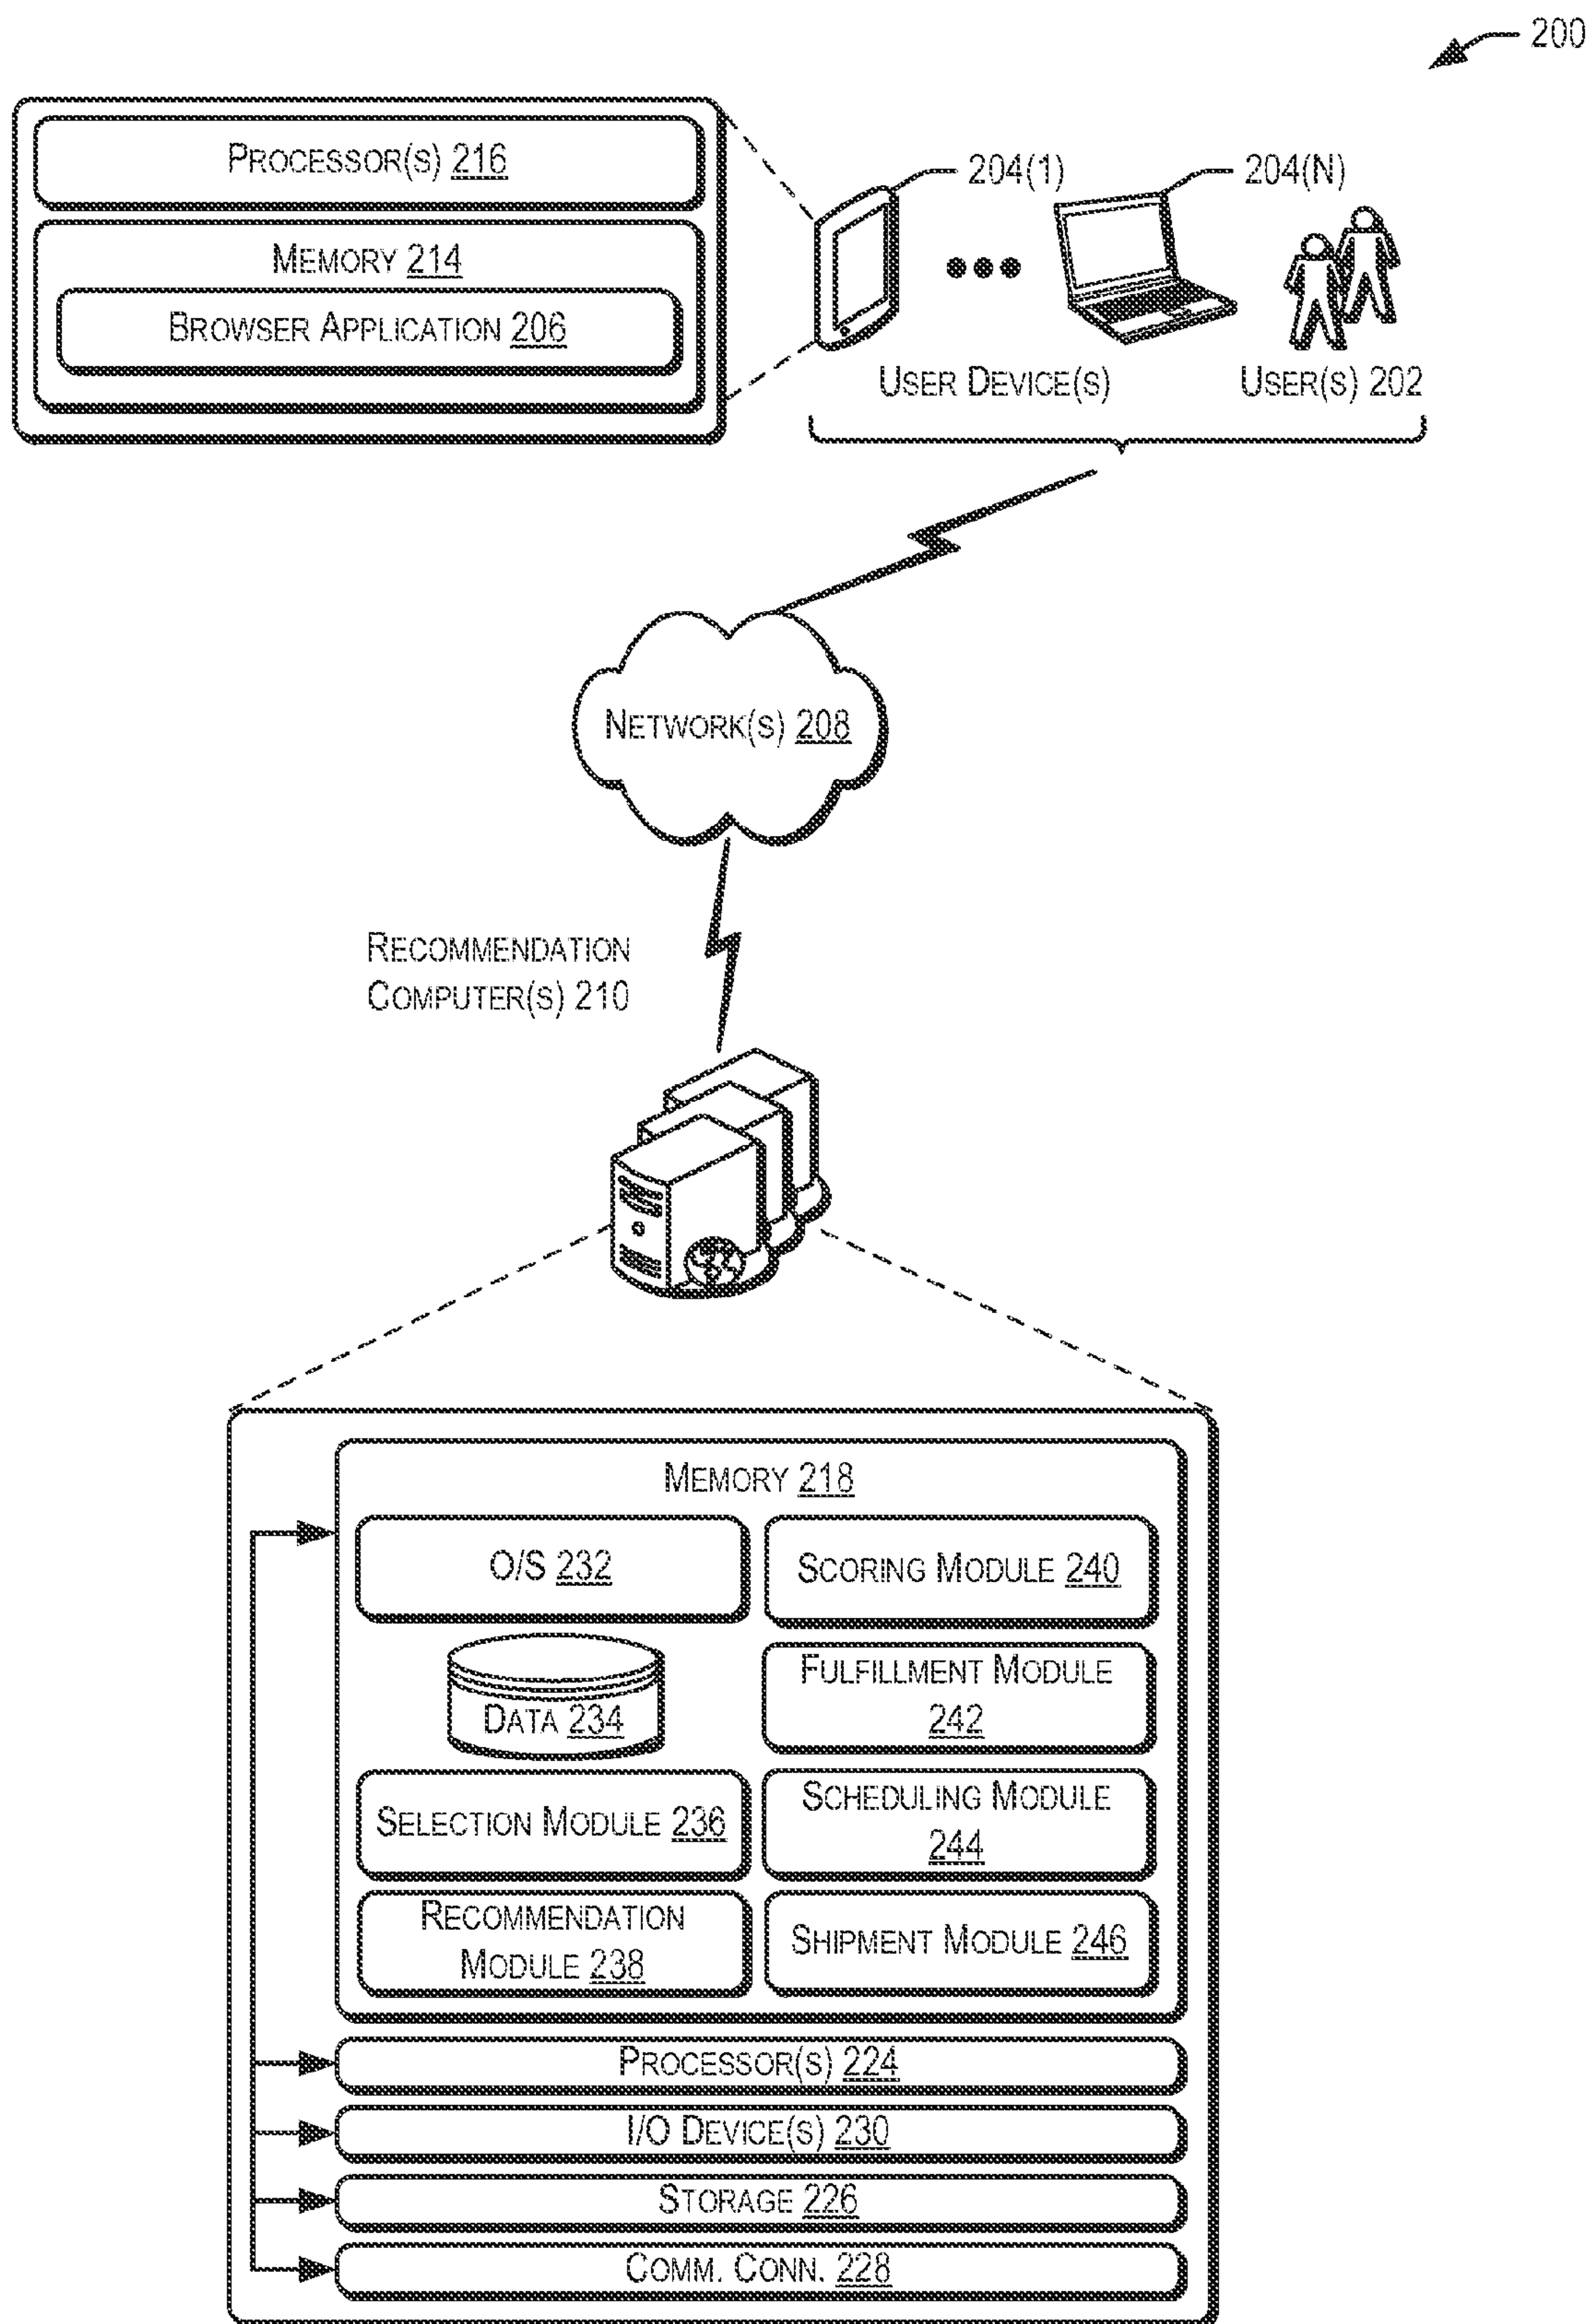 200
PROCESSOR(S) 216
MEMORY 214
BROWSER APPLICATION 206
204(1)
204(N)
USER DEVICE(S)
USER(S) 202
NETWORK(S) 208
RECOMMENDATION
COMPUTER(S) 210
MEMORY 218
O/S 232
SCORING MODULE 240
DATA 234
FULFILLMENT MODULE
242
SELECTION MODULE 236
SCHEDULING MODULE
244
RECOMMENDATION
MODULE 238
SHIPMENT MODULE 246
PROCESSOR(S) 224
I/O DEVICE(S) 230
STORAGE 226
COMM. CONN. 228